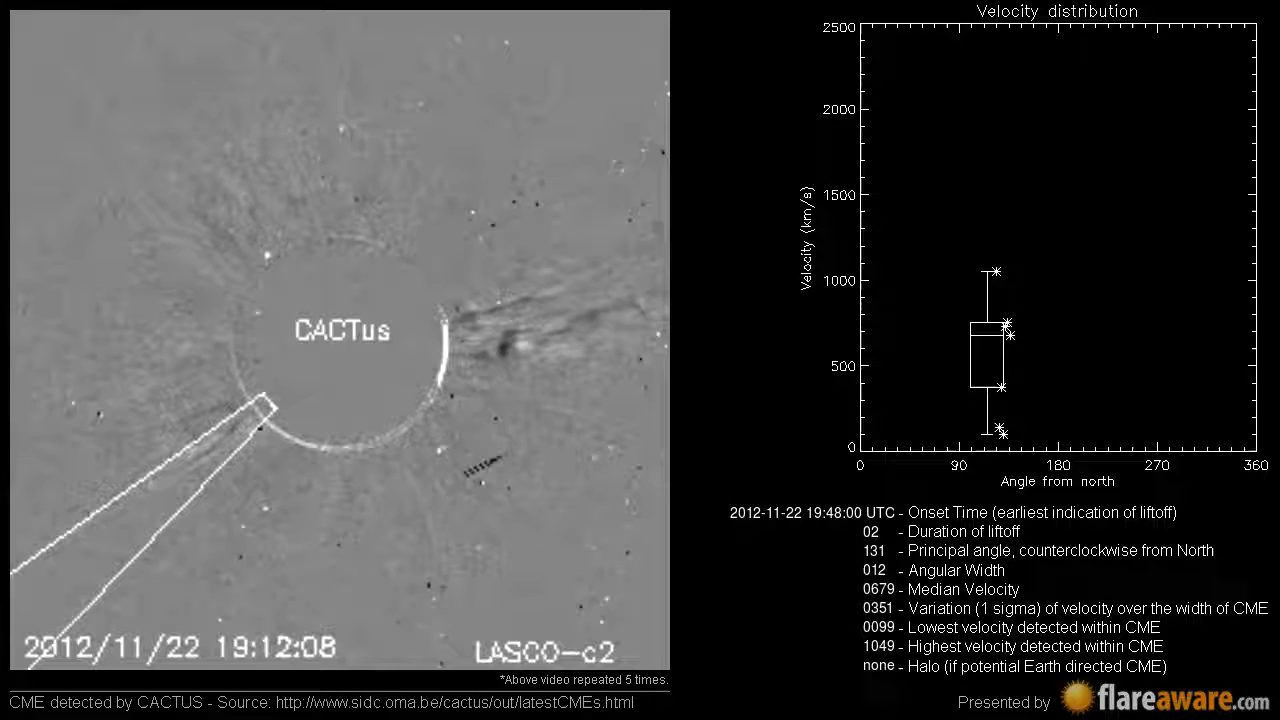 Velocity distribution
2500
2000
1500
1000
500
0
Velocity (km/s)
0 90 180 270 360
Angle from north
CACTus
2012/11/22 19:12:08
LASCO-c2
*Above video repeated 5 times.
2012-11-22 19:48:00 UTC - Onset Time (earliest indication of liftoff)
02 - Duration of liftoff
131 - Principal angle, counterclockwise from North
012 - Angular Width
0679 - Median Velocity
0351 - Variation (1 sigma) of velocity over the width of CME
0099 - Lowest velocity detected within CME
1049 - Highest velocity detected within CME
none - Halo (if potential Earth directed CME)
CME detected by CACTUS - Source: http://www.sidc.oma.be/cactus/out/latestCMEs.html
Presented by flareaware.com